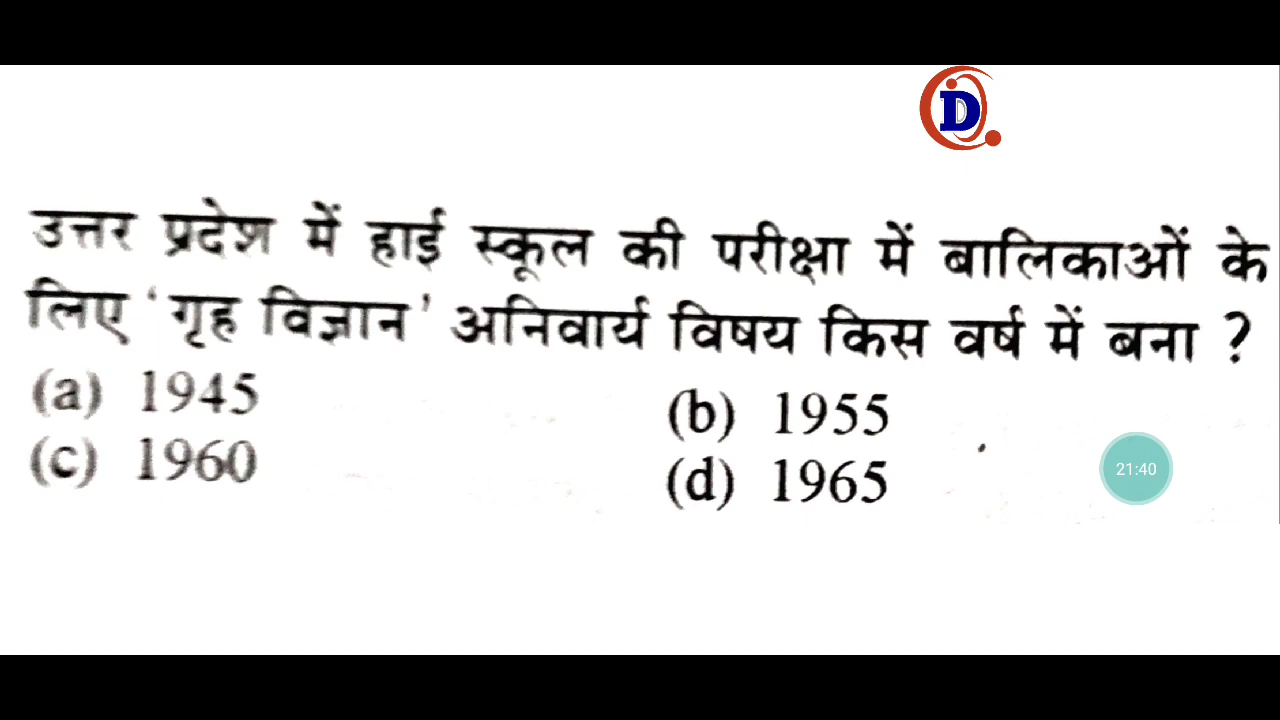 D
उत्तर प्रदेश में हाई स्कूल की परीक्षा में बालिकाओं के
लिए 'गृह विज्ञान' अनिवार्य विषय किस वर्ष में बना ?
(a) 1945 (b) 1955
(c) 1960 (d) 1965
21:40